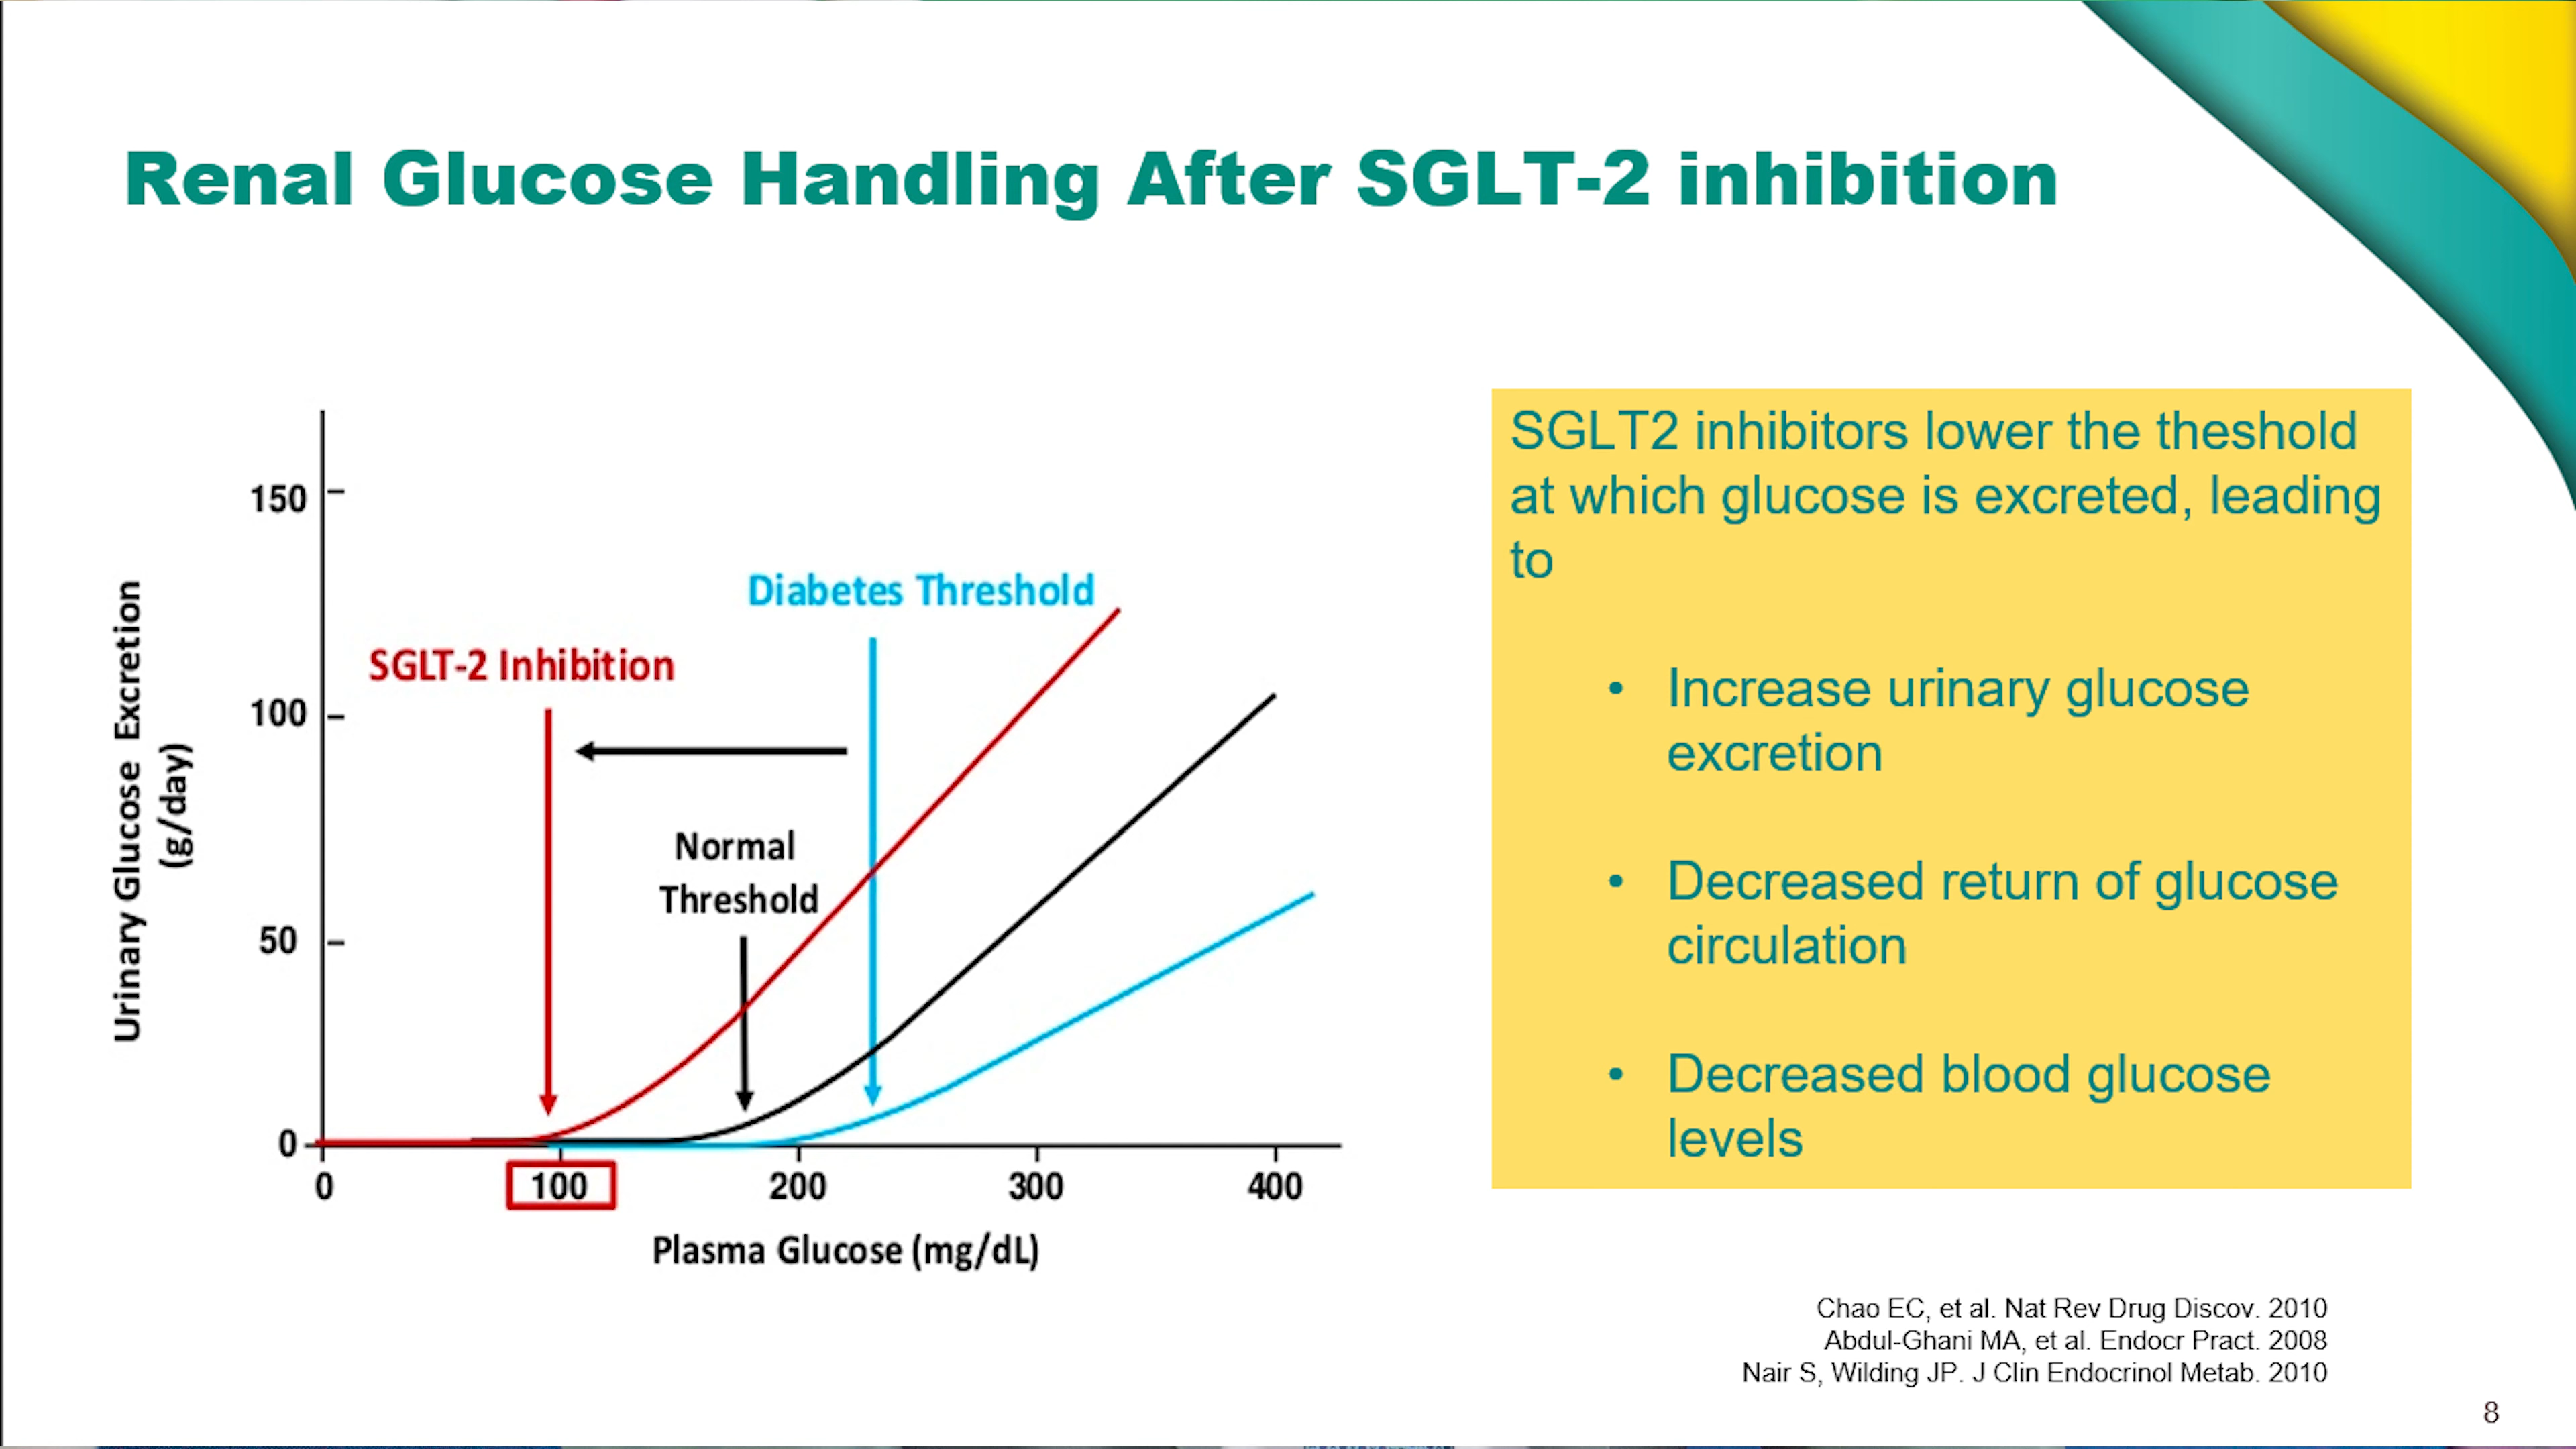 Renal Glucose Handling After SGLT-2 inhibition
150
100
50
0
Urinary Glucose Excretion
(g/day)
Diabetes Threshold
SGLT-2 Inhibition
Normal
Threshold
0
100
200
300
400
Plasma Glucose (mg/dL)
SGLT2 inhibitors lower the theshold
at which glucose is excreted, leading
to
• Increase urinary glucose
excretion
• Decreased return of glucose
circulation
• Decreased blood glucose
levels
Chao EC, et al. Nat Rev Drug Discov. 2010
Abdul-Ghani MA, et al. Endocr Pract. 2008
Nair S, Wilding JP. J Clin Endocrinol Metab. 2010
8